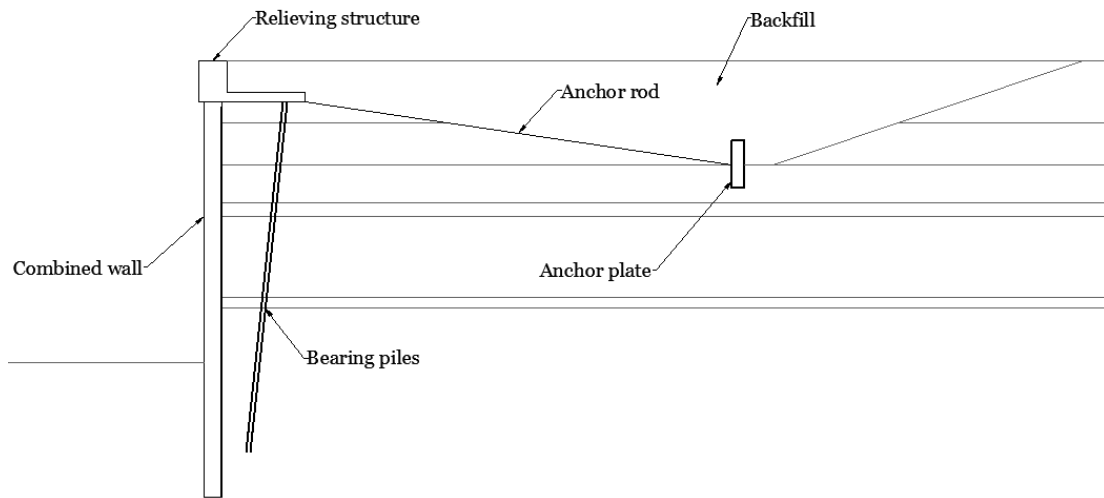 Relieving structure
Backfill
Anchor rod
Combined wall
Anchor plate
Bearing piles